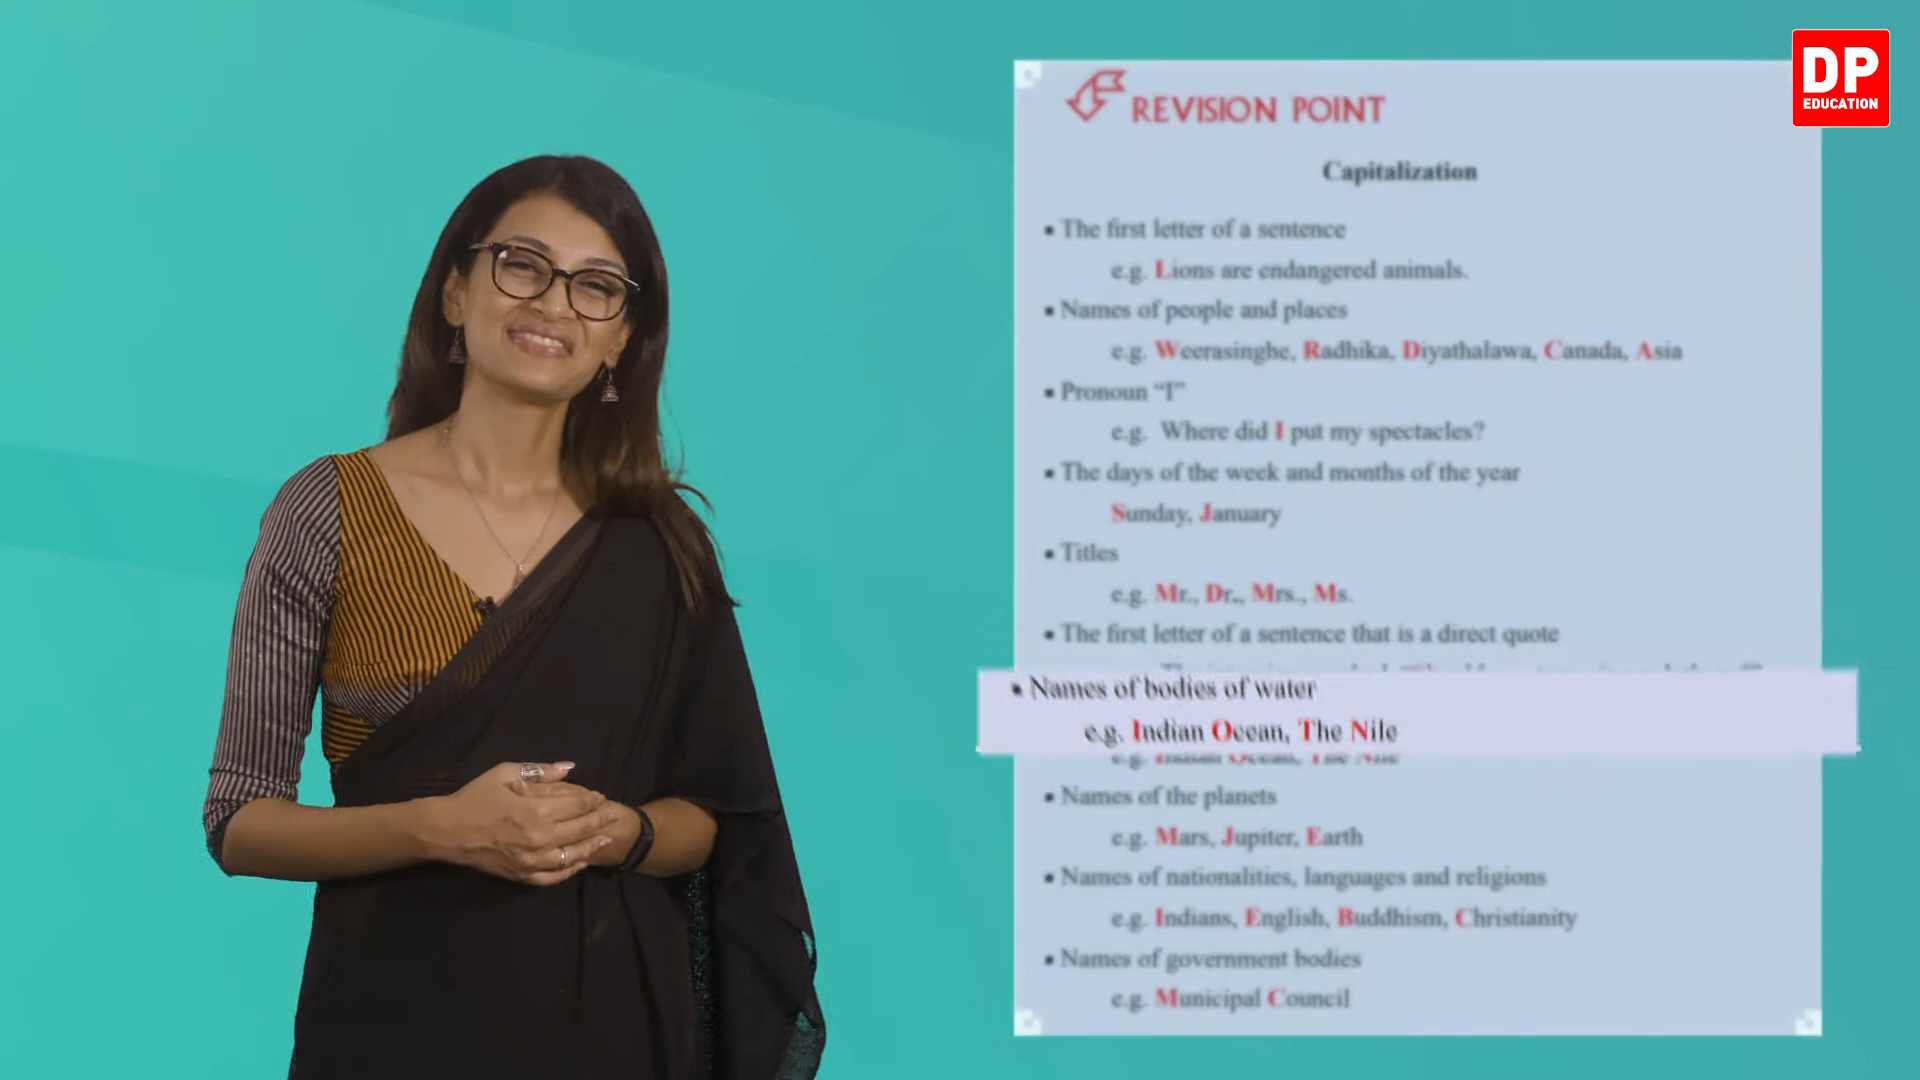 DP
EDUCATION
REVISION POINT
Capitalization
• The first letter of a sentence
e.g. Lions are endangered animals.
• Names of people and places
e.g. Weerasinghe, Radhika, Diyathalawa, Canada, Asia
• Pronoun “I”
e.g. Where did I put my spectacles?
• The days of the week and months of the year
Sunday, January
• Titles
e.g. Mr., Dr., Mrs., Ms.
• The first letter of a sentence that is a direct quote
• Names of bodies of water
e.g. Indian Ocean, The Nile
e.g. Indian Ocean, The Nile
• Names of the planets
e.g. Mars, Jupiter, Earth
• Names of nationalities, languages and religions
e.g. Indians, English, Buddhism, Christianity
• Names of government bodies
e.g. Municipal Council